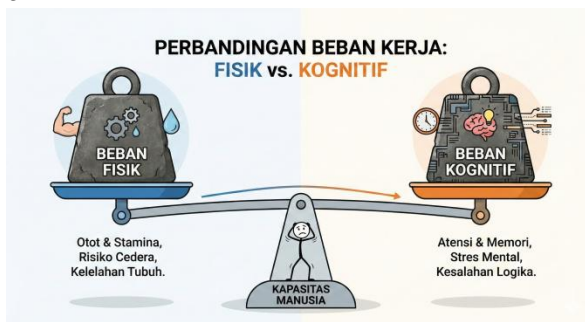 PERBANDINGAN BEBAN KERJA:
FISIK vs. KOGNITIF
BEBAN
FISIK
BEBAN
KOGNITIF
Otot & Stamina,
Risiko Cedera,
Kelelahan Tubuh.
Atensi & Memori,
Stres Mental,
Kesalahan Logika.
KAPASITAS
MANUSIA